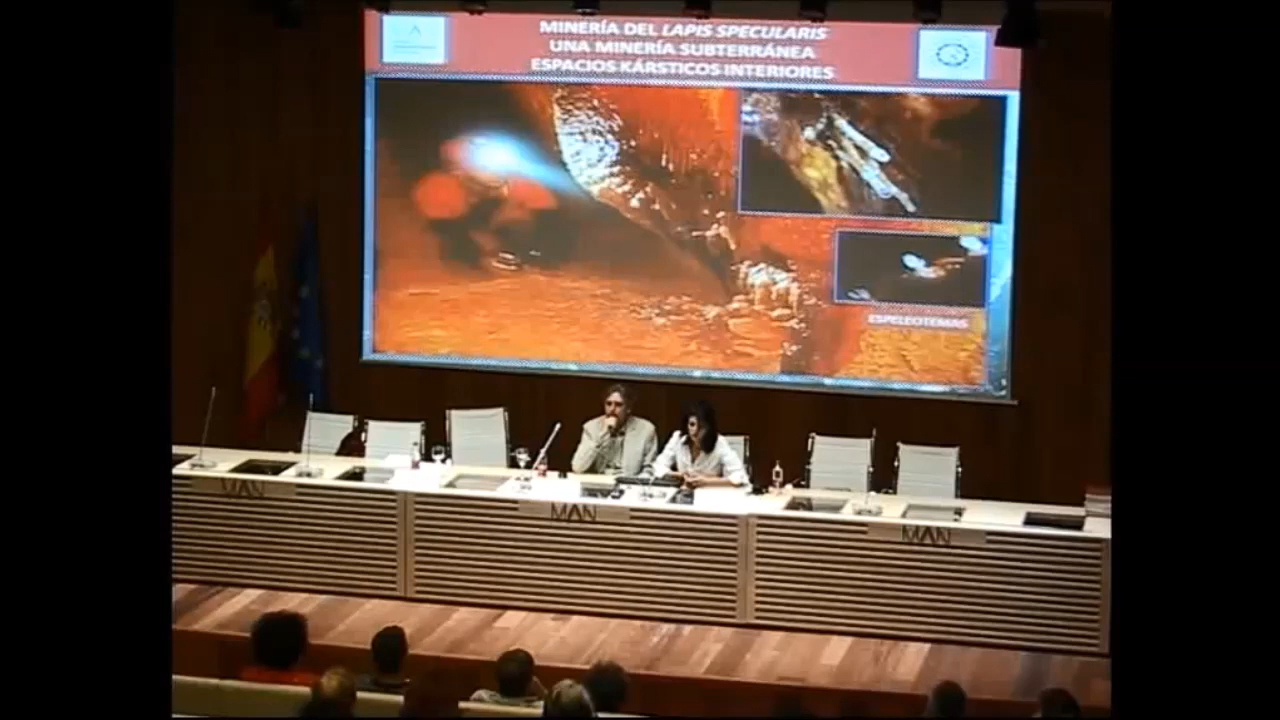 MINERÍA DEL LAPIS SPECULARIS
UNA MINERÍA SUBTERRÁNEA
ESPACIOS KÁRSTICOS INTERIORES
ESPELEOTEMAS
MAN
MAN
MAN